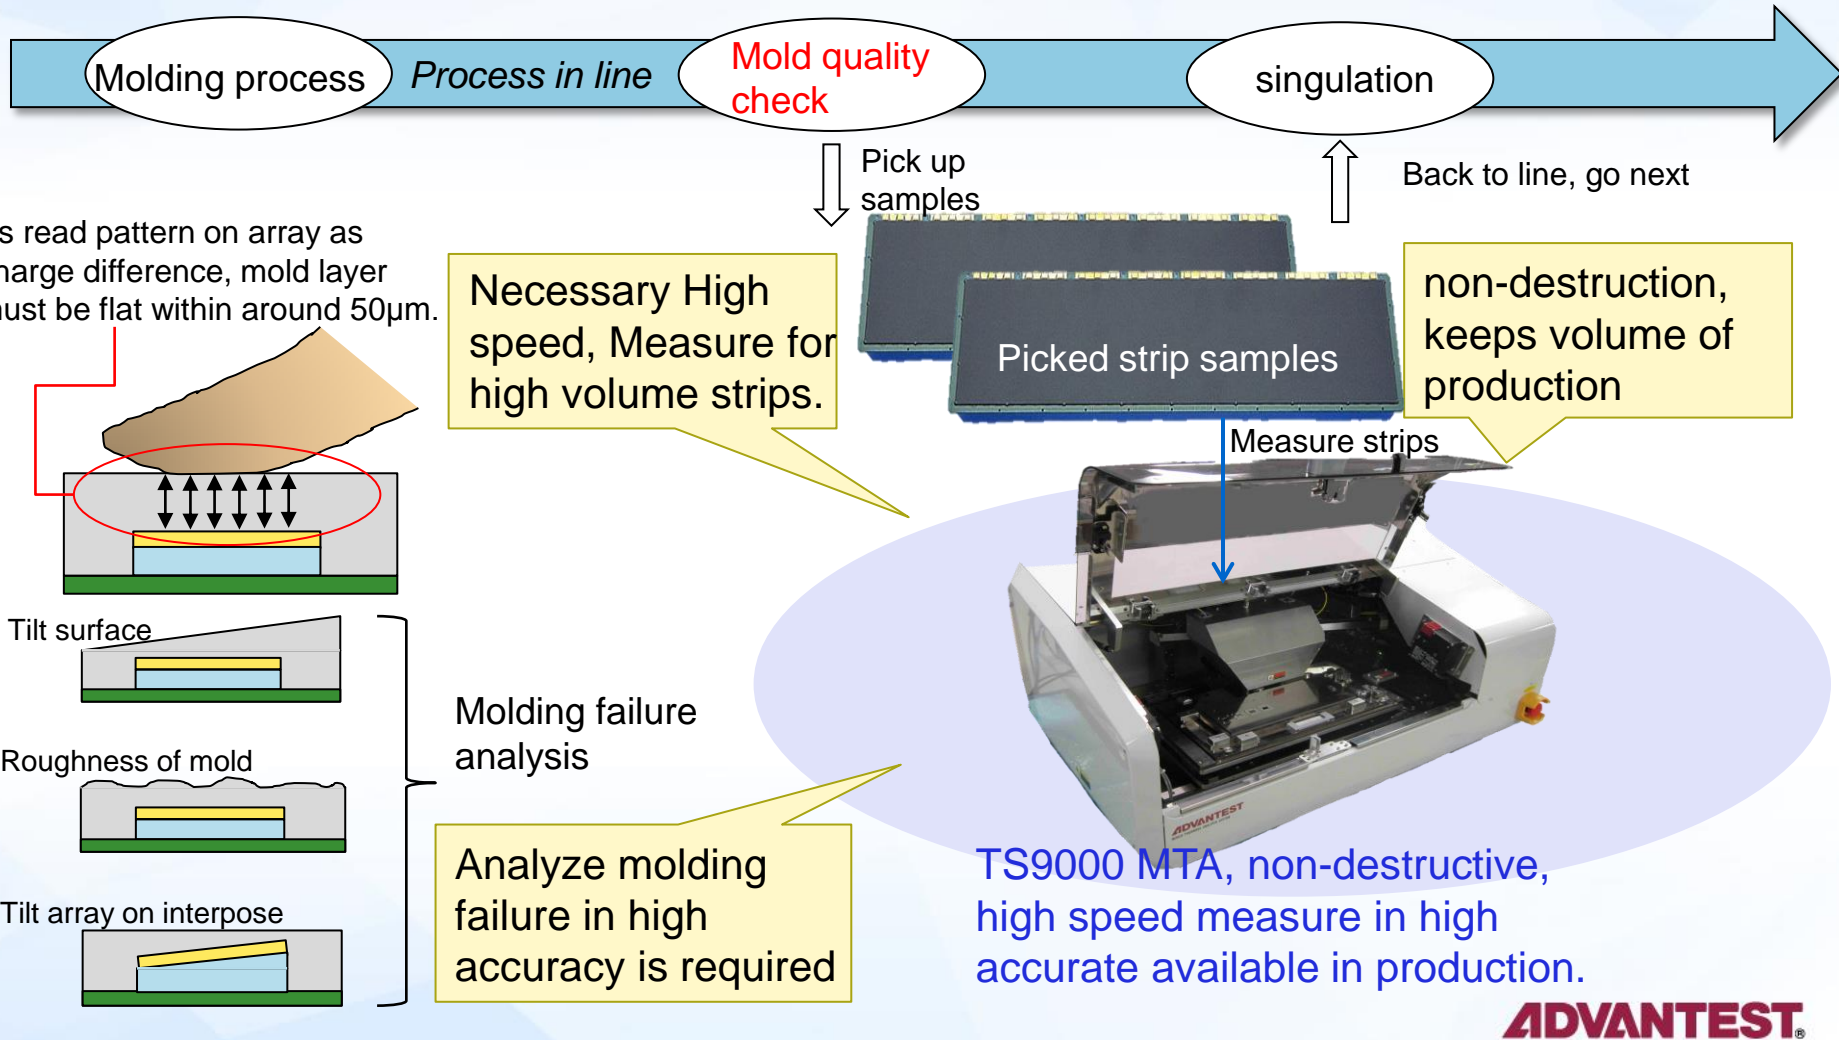 Molding process
Process in line
Mold quality
check
singulation
Pick up
samples
Back to line, go next
s read pattern on array as
harge difference, mold layer
must be flat within around 50µm.
Necessary High
speed, Measure for
high volume strips.
Picked strip samples
non-destruction,
keeps volume of
production
Measure strips
Tilt surface
Roughness of mold
Tilt array on interpose
Molding failure
analysis
Analyze molding
failure in high
accuracy is required
ADVANTEST
TS9000 MTA, non-destructive,
high speed measure in high
accurate available in production.
ADVANTEST®